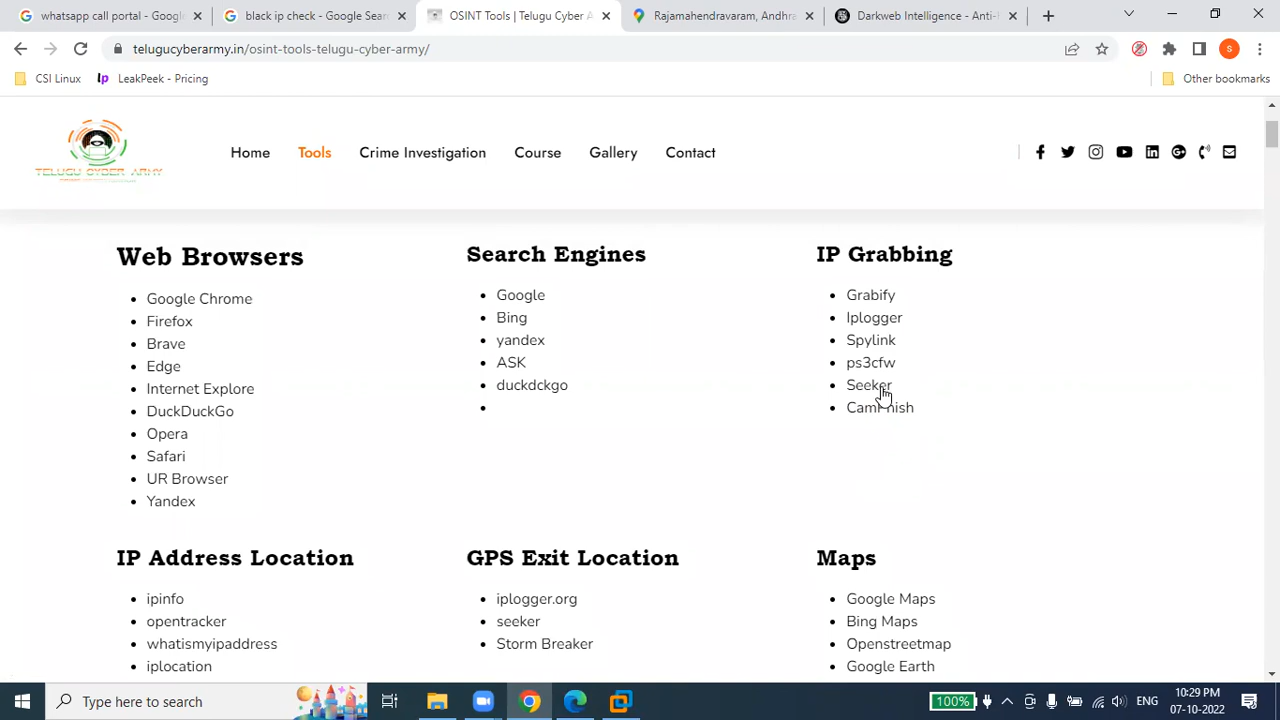 whatsapp call portal - Googl
black ip check - Google Sear
OSINT Tools | Telugu Cyber A
Rajamahendravaram, Andhra
Darkweb Intelligence - Anti-
telugucyberarmy.in/osint-tools-telugu-cyber-army/
S
CSI Linux
LeakPeek - Pricing
Other bookmarks
TELUGU CYBER ARMY
Home
Tools
Crime Investigation
Course
Gallery
Contact
Web Browsers
Google Chrome
Firefox
Brave
Edge
Internet Explore
DuckDuckGo
Opera
Safari
UR Browser
Yandex
Search Engines
Google
Bing
yandex
ASK
duckdckgo
IP Grabbing
Grabify
Iplogger
Spylink
ps3cfw
Seeker
CamPhish
IP Address Location
ipinfo
opentracker
whatismyipaddress
iplocation
GPS Exit Location
iplogger.org
seeker
Storm Breaker
Maps
Google Maps
Bing Maps
Openstreetmap
Google Earth
Type here to search
100%
ENG
10:29 PM
07-10-2022